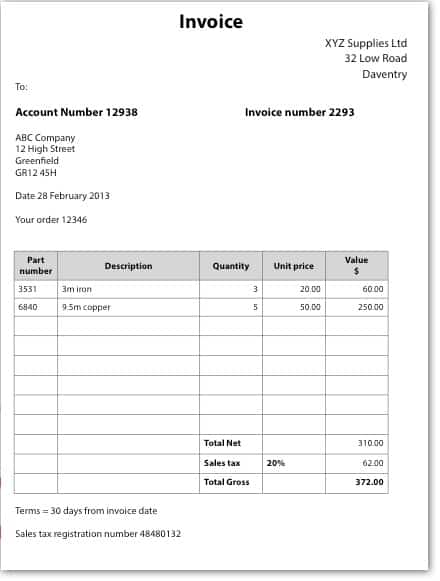 Invoice
XYZ Supplies Ltd
32 Low Road
Daventry
To:
Account Number 12938 Invoice number 2293
ABC Company
12 High Street
Greenfield
GR12 4SH
Date 28 February 2013
Your order 12346
Part number Description Quantity Unit price Value $
3531 3m iron 3 20.00 60.00
6840 9.5m copper 5 50.00 250.00
Total Net 310.00
Sales tax 20% 62.00
Total Gross 372.00
Terms = 30 days from invoice date
Sales tax registration number 48480132